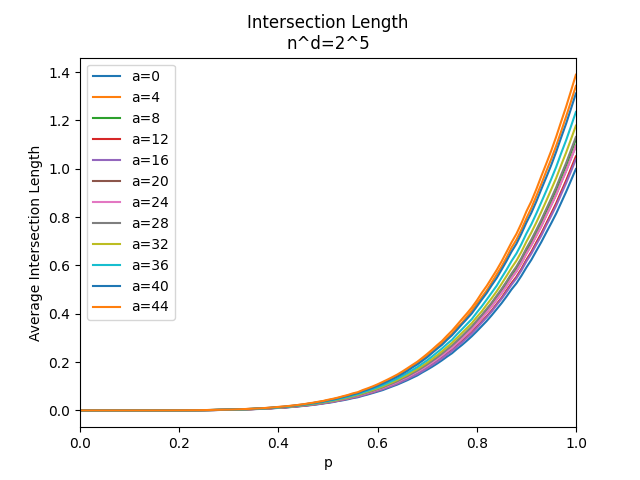 Intersection Length
n^d=2^5
1.4
1.2
1.0
0.8
0.6
0.4
0.2
0.0
Average Intersection Length
a=0
a=4
a=8
a=12
a=16
a=20
a=24
a=28
a=32
a=36
a=40
a=44
0.0 0.2 0.4 0.6 0.8 1.0
p